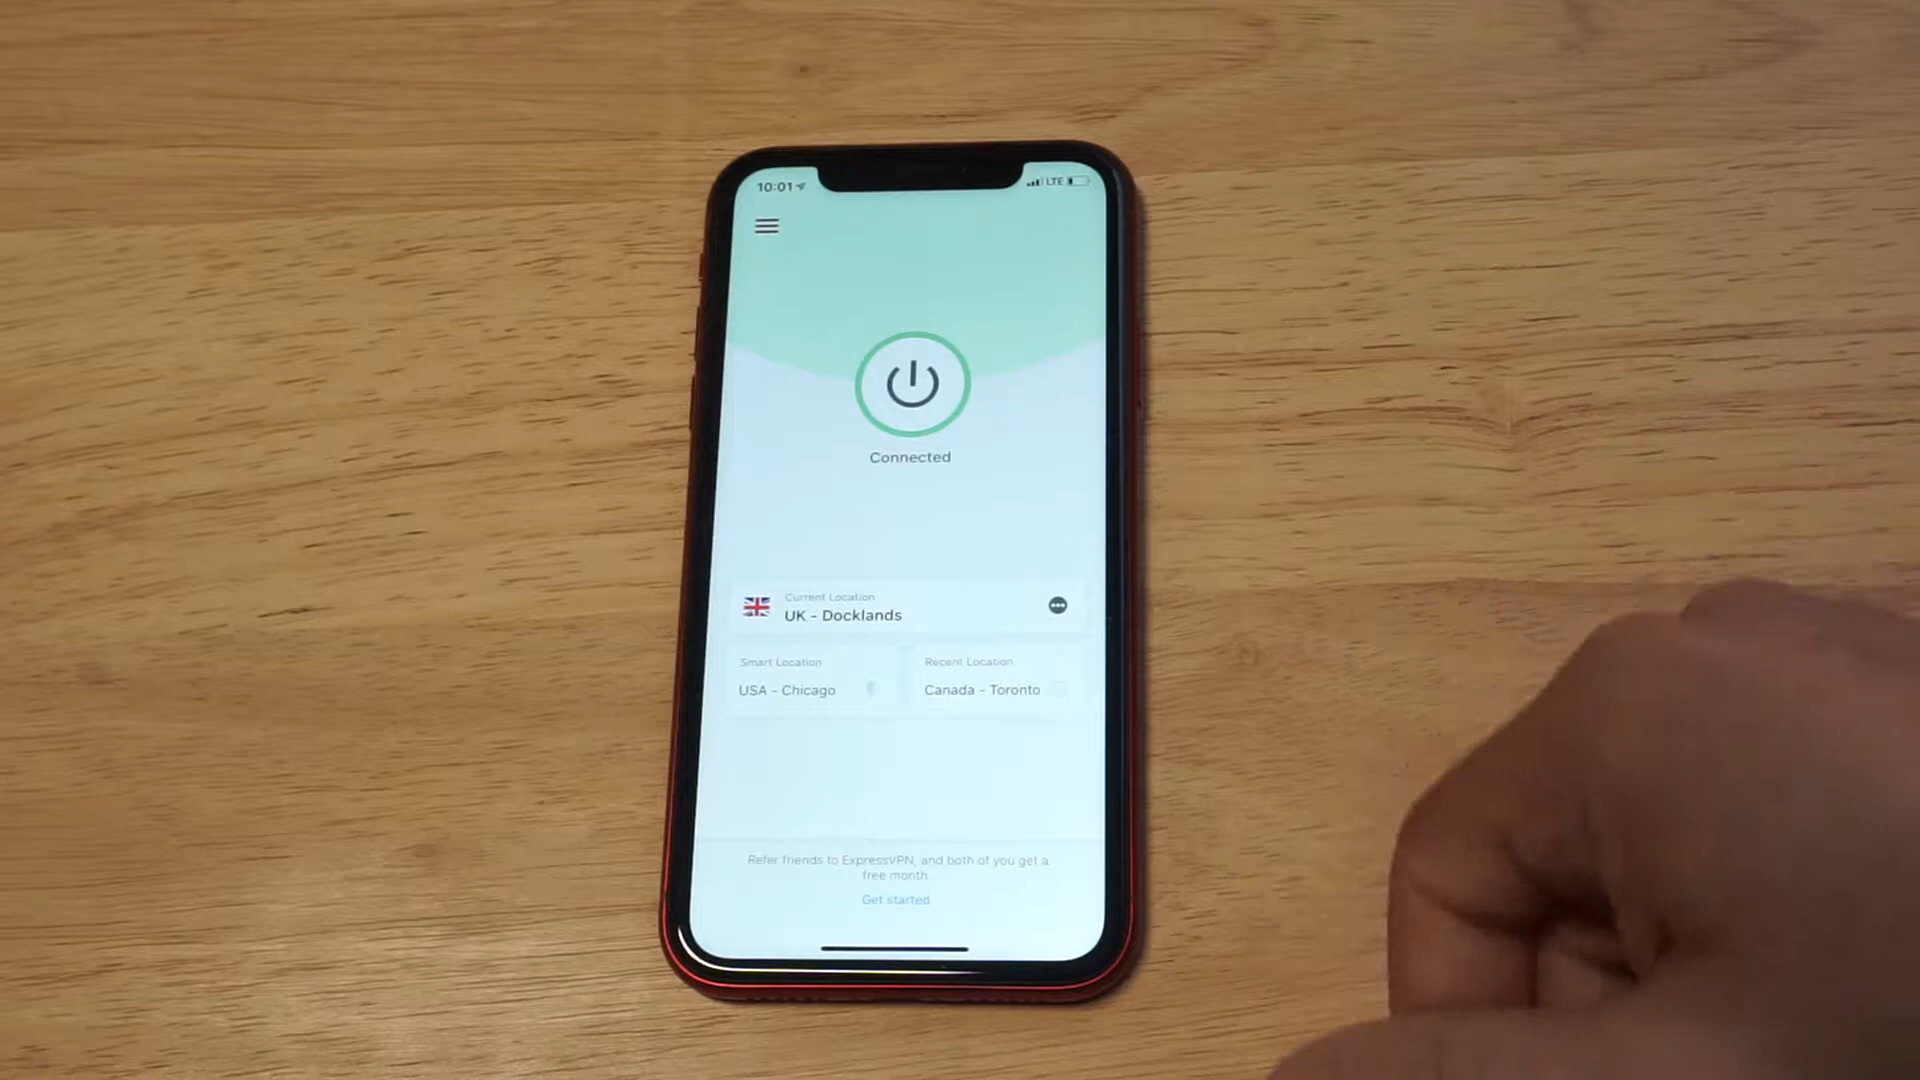 10:01
LTE
Connected
Current Location
UK - Docklands
Smart Location
Recent Location
USA - Chicago
Canada - Toronto
Refer friends to ExpressVPN, and both of you get a
free month.
Get started